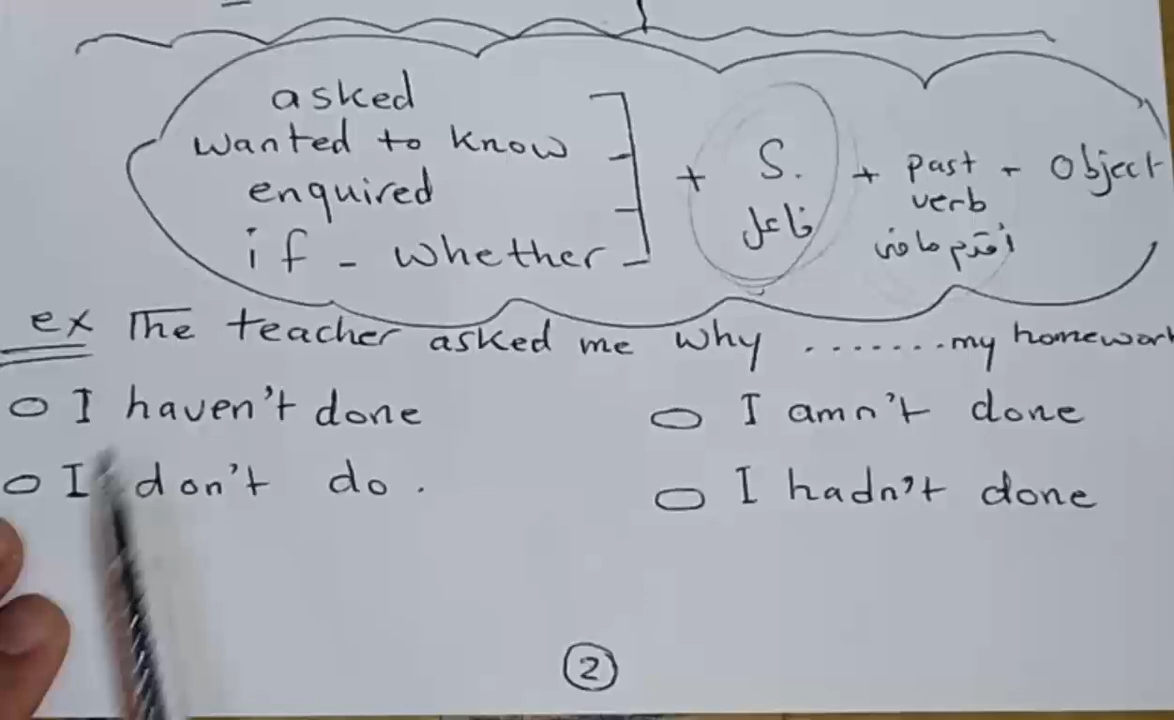 asked
wanted to know
enquired
if - whether
+ S. + past - object
فاعل verb
أقدم ماضي
ex The teacher asked me why ....... my homework
I haven't done I amn't done
I don't do. I hadn't done
2